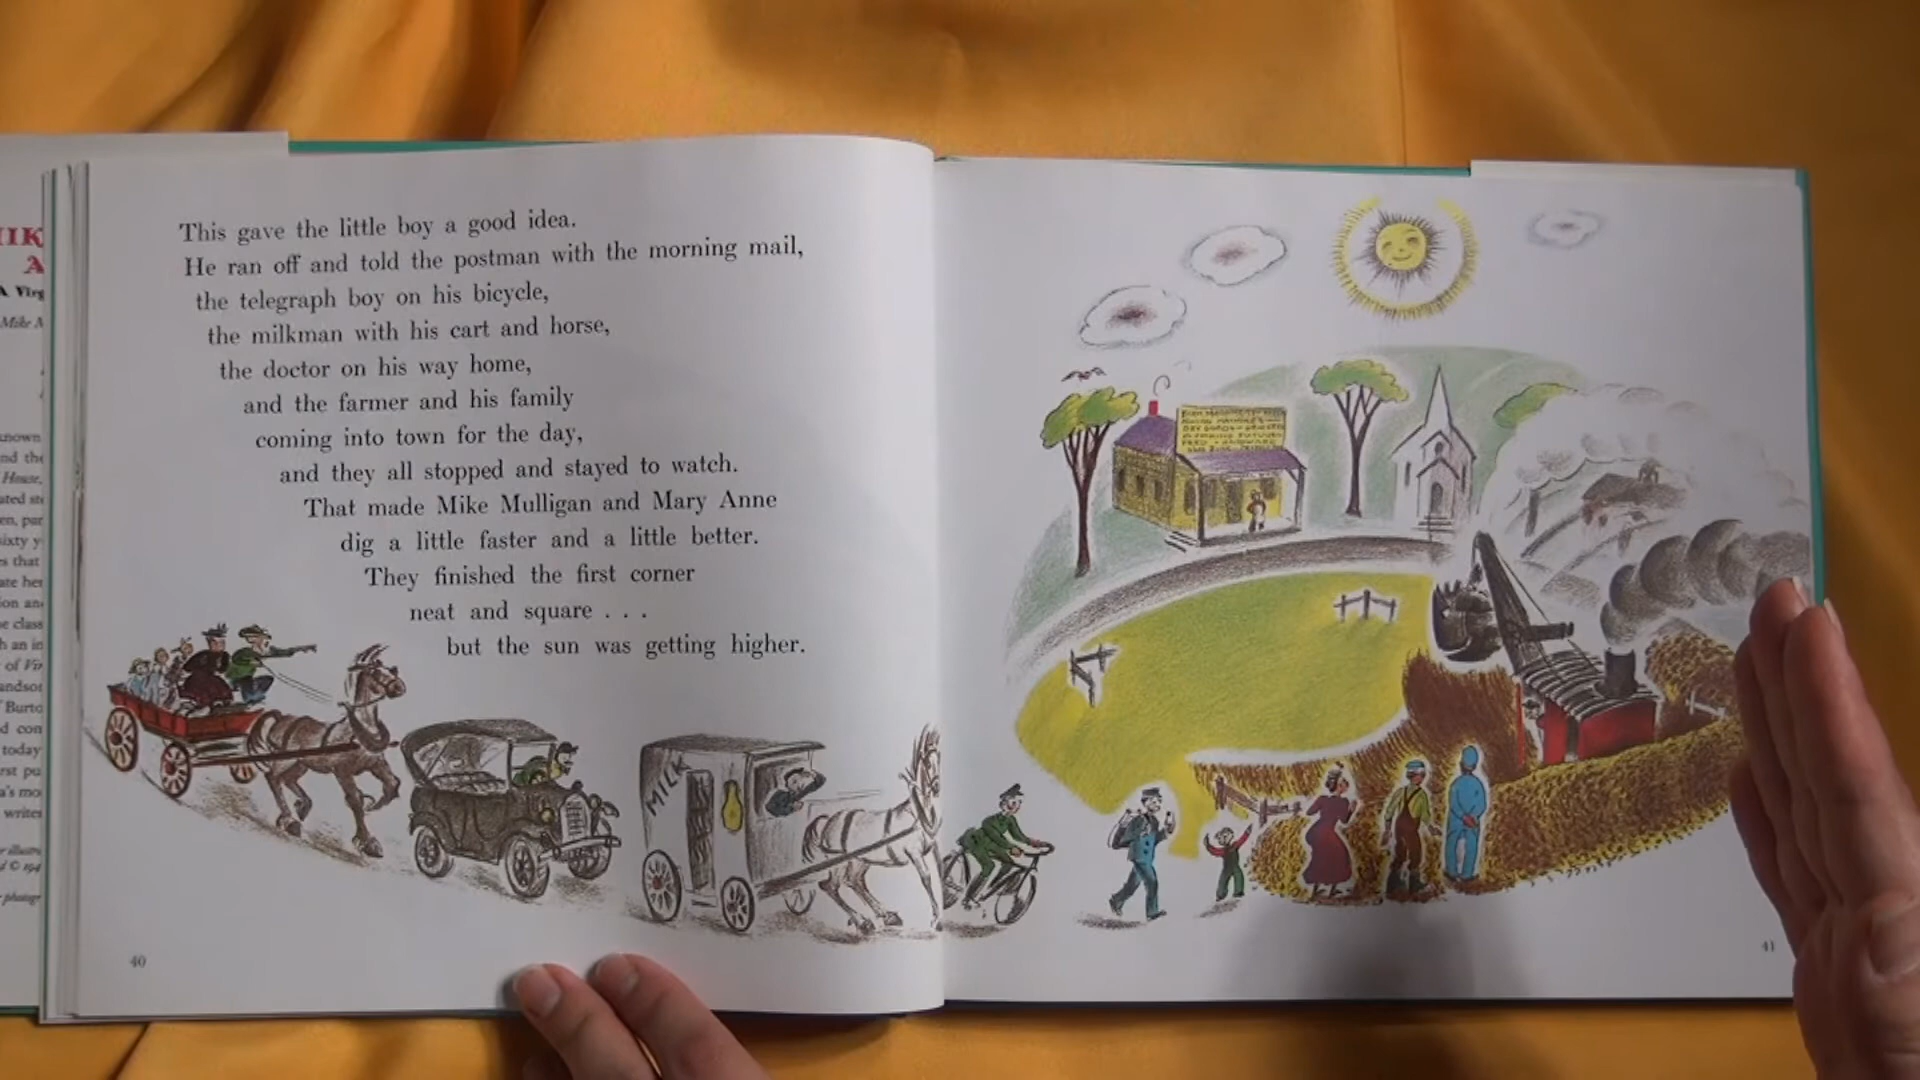 This gave the little boy a good idea.
He ran off and told the postman with the morning mail,
the telegraph boy on his bicycle,
the milkman with his cart and horse,
the doctor on his way home,
and the farmer and his family
coming into town for the day,
and they all stopped and stayed to watch.
That made Mike Mulligan and Mary Anne
dig a little faster and a little better.
They finished the first corner
neat and square . . .
but the sun was getting higher.
MILK
40
41